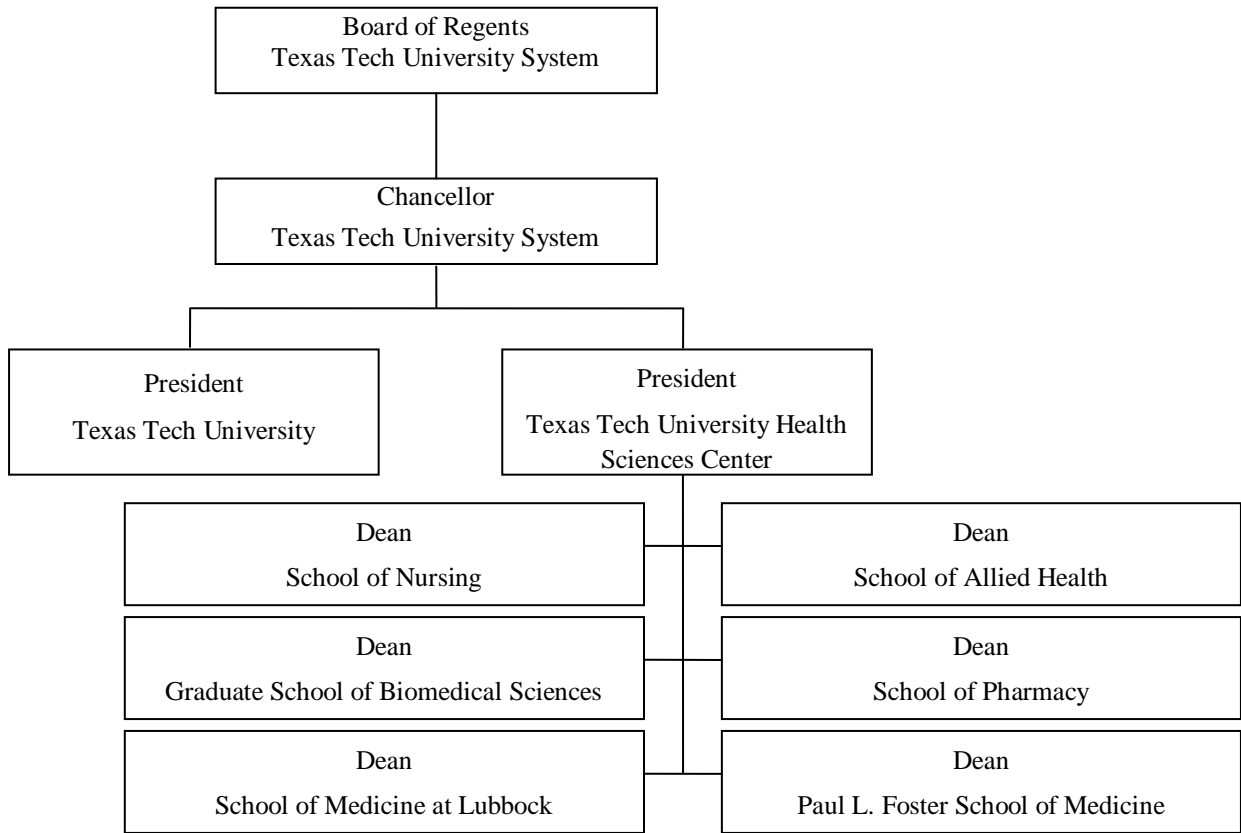 Board of Regents
Texas Tech University System
Chancellor
Texas Tech University System
President
Texas Tech University
President
Texas Tech University Health
Sciences Center
Dean
School of Nursing
Dean
School of Allied Health
Dean
Graduate School of Biomedical Sciences
Dean
School of Pharmacy
Dean
School of Medicine at Lubbock
Dean
Paul L. Foster School of Medicine